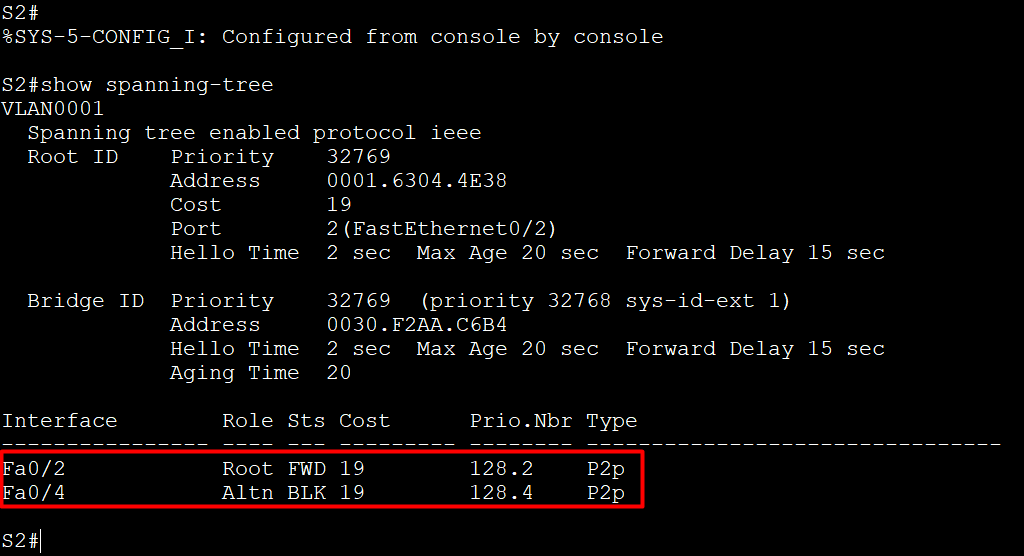 S2#
%SYS-5-CONFIG_I: Configured from console by console
S2#show spanning-tree
VLAN0001
  Spanning tree enabled protocol ieee
  Root ID    Priority    32769
             Address     0001.6304.4E38
             Cost        19
             Port        2(FastEthernet0/2)
             Hello Time  2 sec  Max Age 20 sec  Forward Delay 15 sec
  Bridge ID  Priority    32769  (priority 32768 sys-id-ext 1)
             Address     0030.F2AA.C6B4
             Hello Time  2 sec  Max Age 20 sec  Forward Delay 15 sec
             Aging Time  20
Interface        Role Sts Cost      Prio.Nbr Type
---------------- ---- --- --------- -------- --------------------------------
Fa0/2            Root FWD 19        128.2    P2p
Fa0/4            Altn BLK 19        128.4    P2p
S2#